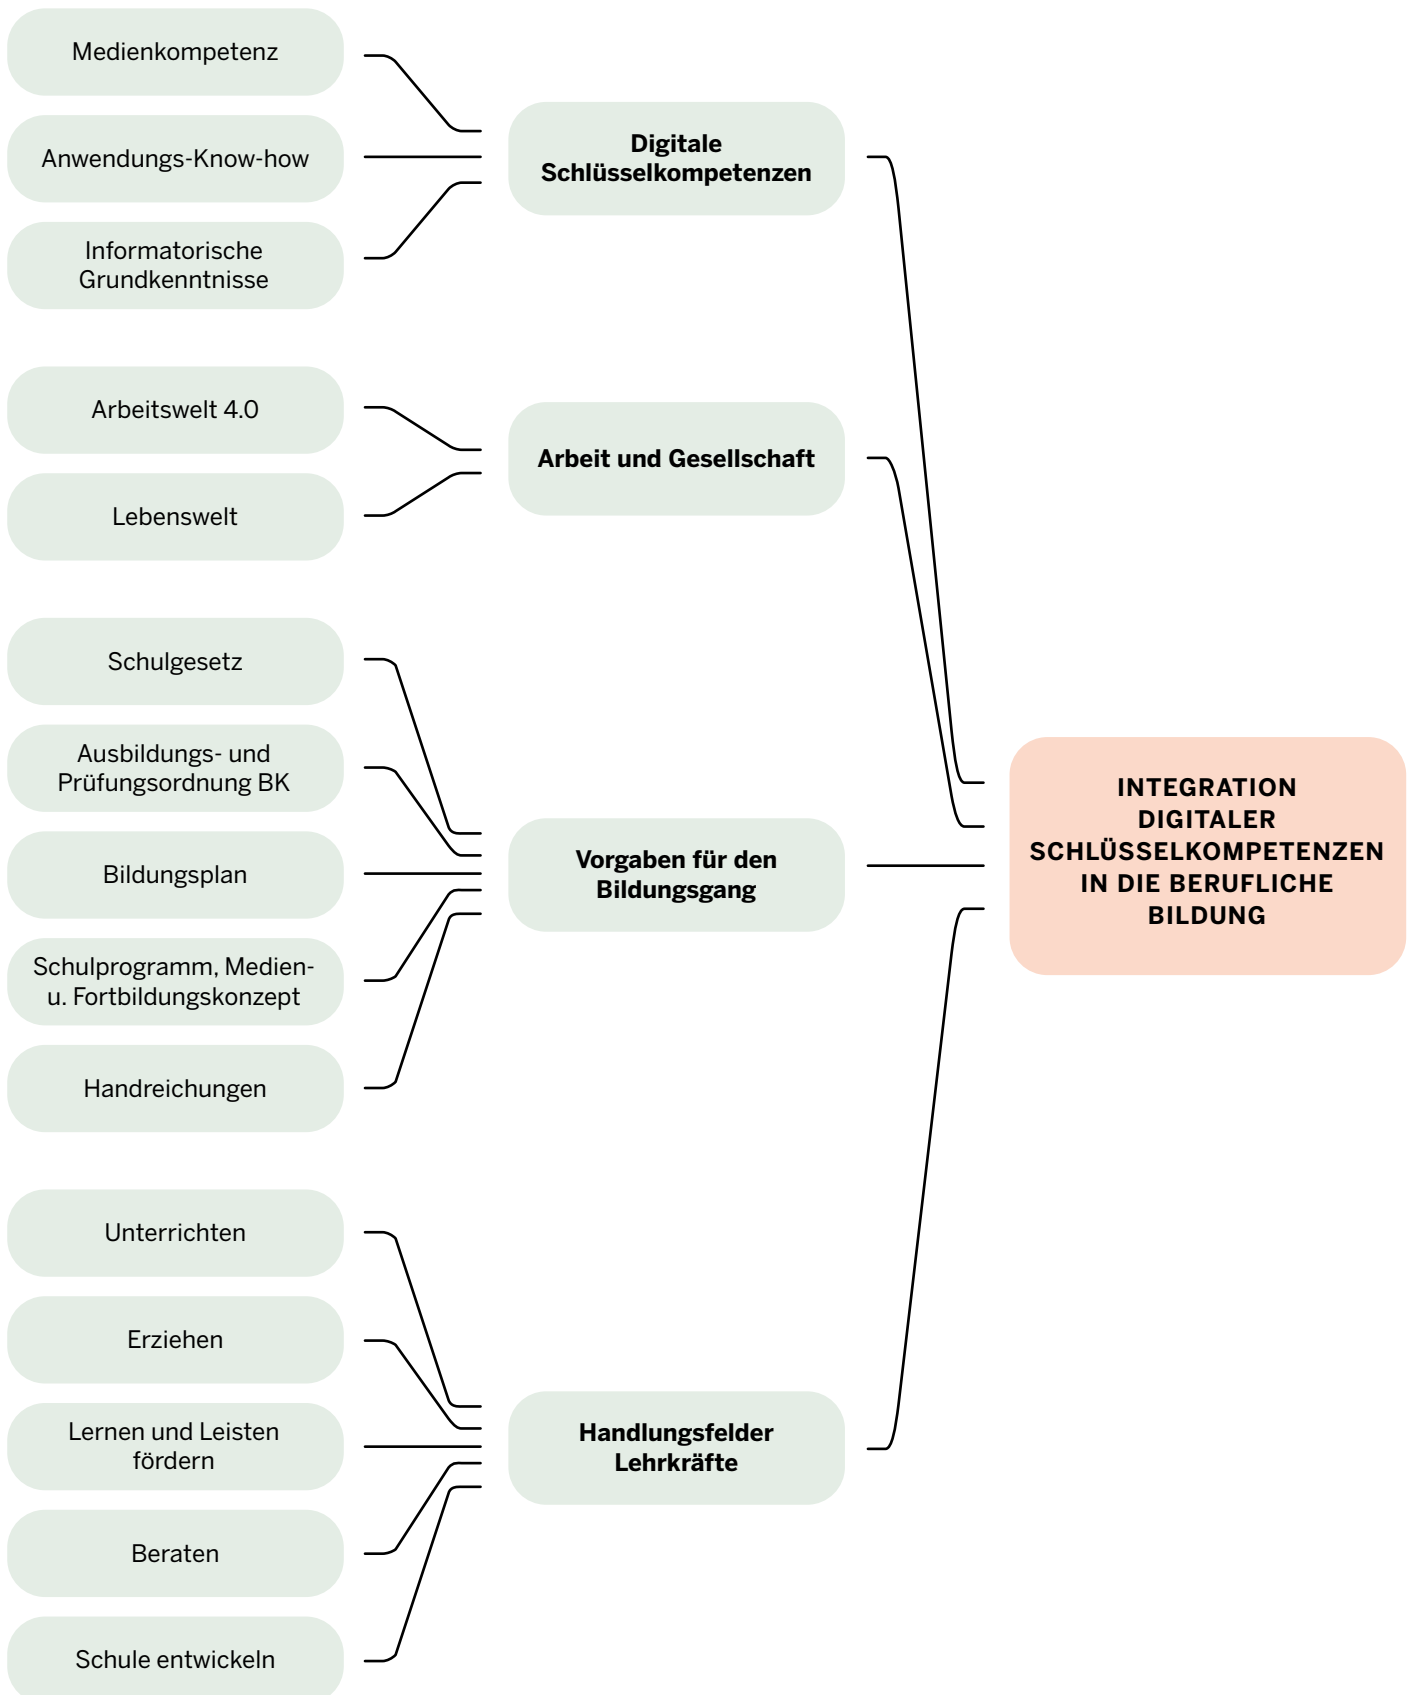 Medienkompetenz
Anwendungs-Know-how
Informatorische
Grundkenntnisse
Digitale
Schlüsselkompetenzen
Arbeitswelt 4.0
Lebenswelt
Arbeit und Gesellschaft
Schulgesetz
Ausbildungs- und
Prüfungsordnung BK
Bildungsplan
Schulprogramm, Medien-
u. Fortbildungskonzept
Handreichungen
Vorgaben für den
Bildungsgang
Unterrichten
Erziehen
Lernen und Leisten
fördern
Beraten
Schule entwickeln
Handlungsfelder
Lehrkräfte
INTEGRATION
DIGITALER
SCHLÜSSELKOMPETENZEN
IN DIE BERUFLICHE
BILDUNG